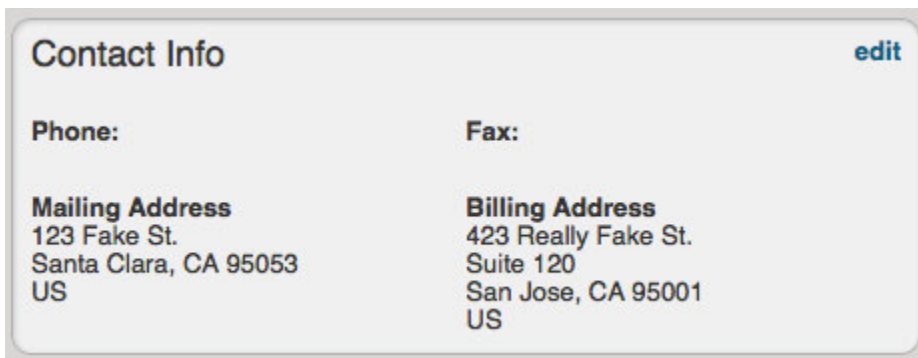 Contact Info
edit
Phone:
Fax:
Mailing Address
123 Fake St.
Santa Clara, CA 95053
US
Billing Address
423 Really Fake St.
Suite 120
San Jose, CA 95001
US